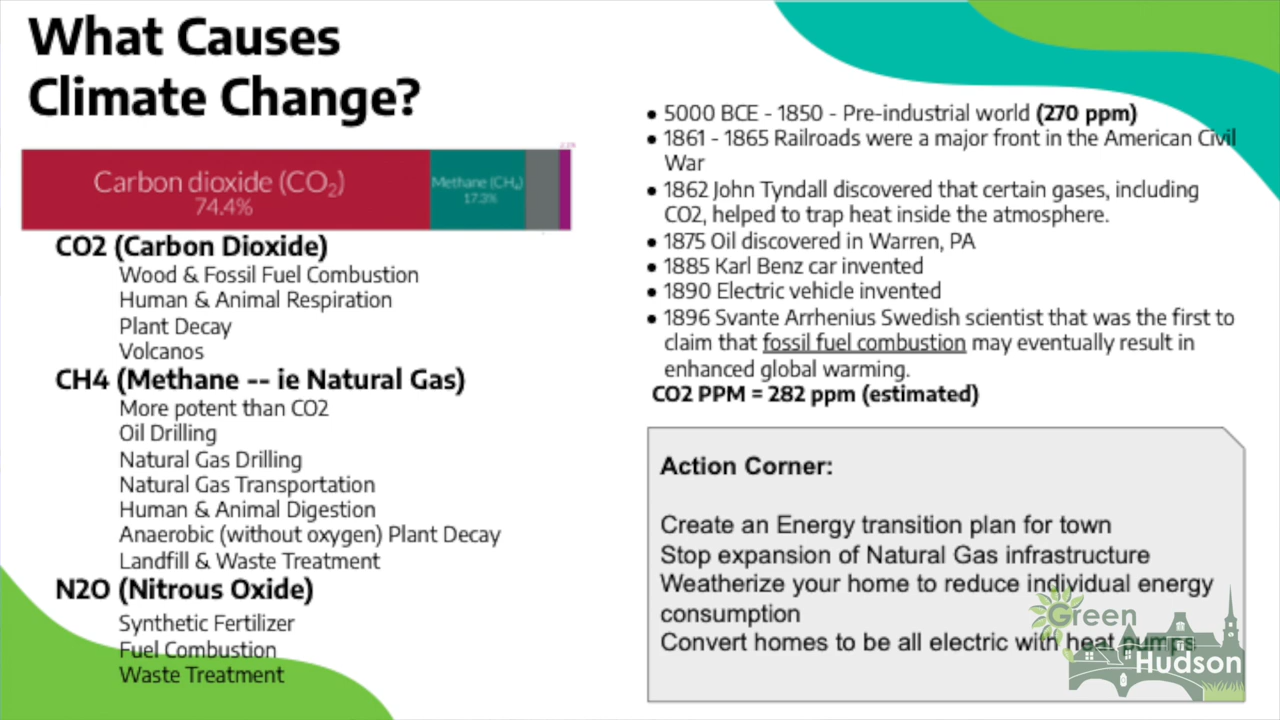 What Causes
Climate Change?
Carbon dioxide (CO₂)
74.4%
Methane (CH₄)
17.3%
CO2 (Carbon Dioxide)
Wood & Fossil Fuel Combustion
Human & Animal Respiration
Plant Decay
Volcanos
CH4 (Methane -- ie Natural Gas)
More potent than CO2
Oil Drilling
Natural Gas Drilling
Natural Gas Transportation
Human & Animal Digestion
Anaerobic (without oxygen) Plant Decay
Landfill & Waste Treatment
N2O (Nitrous Oxide)
Synthetic Fertilizer
Fuel Combustion
Waste Treatment
• 5000 BCE - 1850 - Pre-industrial world (270 ppm)
• 1861 - 1865 Railroads were a major front in the American Civil
War
• 1862 John Tyndall discovered that certain gases, including
CO2, helped to trap heat inside the atmosphere.
• 1875 Oil discovered in Warren, PA
• 1885 Karl Benz car invented
• 1890 Electric vehicle invented
• 1896 Svante Arrhenius Swedish scientist that was the first to
claim that fossil fuel combustion may eventually result in
enhanced global warming.
CO2 PPM = 282 ppm (estimated)
Action Corner:
Create an Energy transition plan for town
Stop expansion of Natural Gas infrastructure
Weatherize your home to reduce individual energy
consumption
Convert homes to be all electric with heat pumps
Green
Hudson